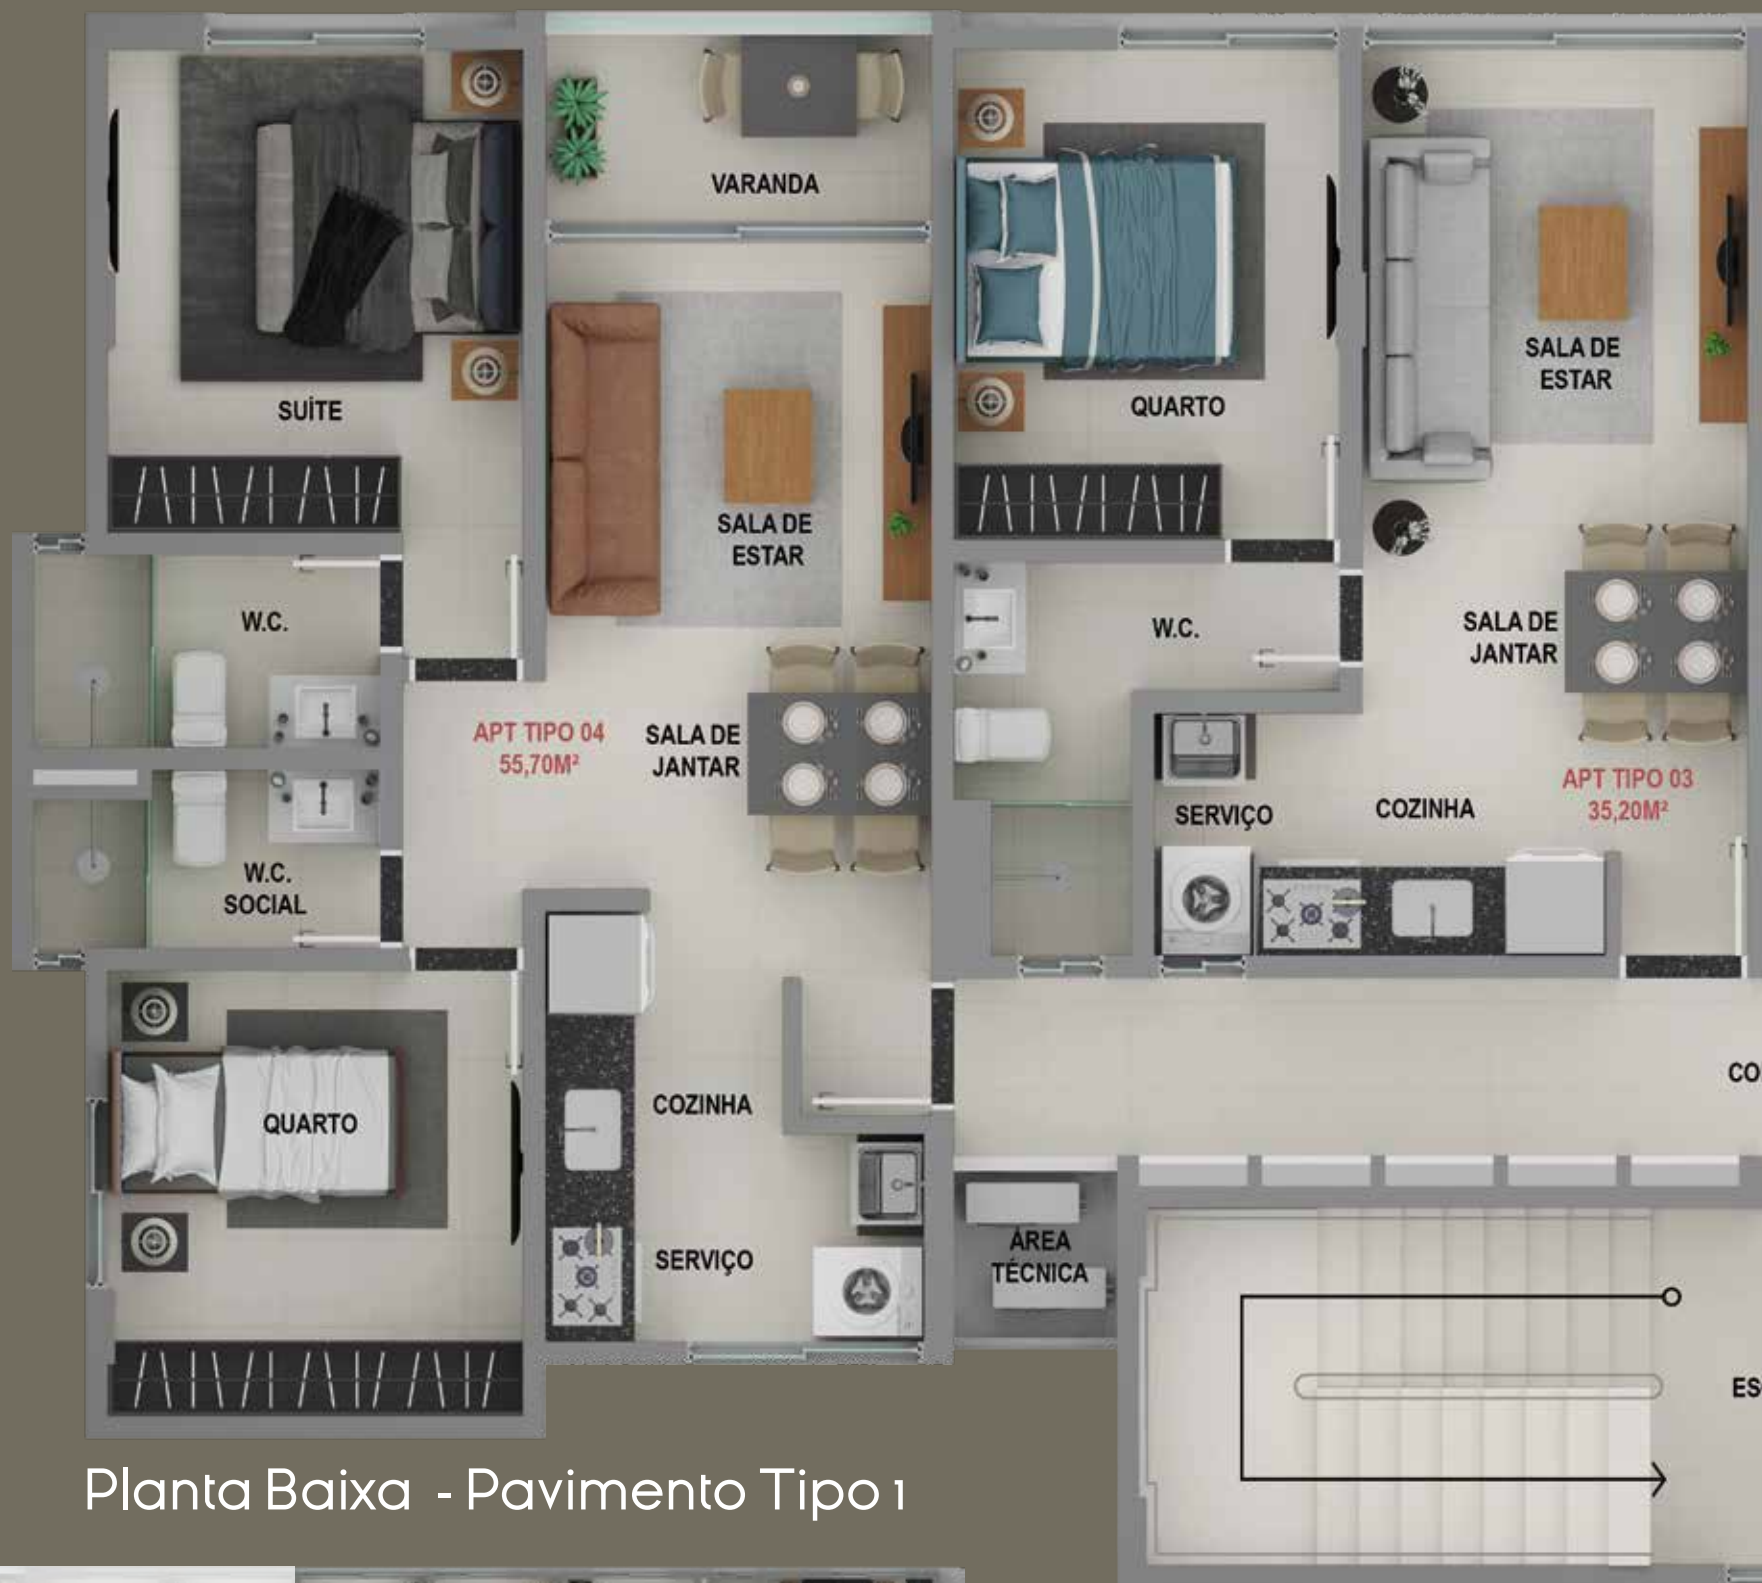 VARANDA
SUÍTE
QUARTO
SALA DE
ESTAR
SALA DE
ESTAR
W.C.
W.C.
SALA DE
JANTAR
APT TIPO 04
55,70M²
SALA DE
JANTAR
APT TIPO 03
35,20M²
SERVIÇO
COZINHA
W.C.
SOCIAL
CO
COZINHA
QUARTO
SERVIÇO
ÁREA
TÉCNICA
ES
Planta Baixa - Pavimento Tipo 1